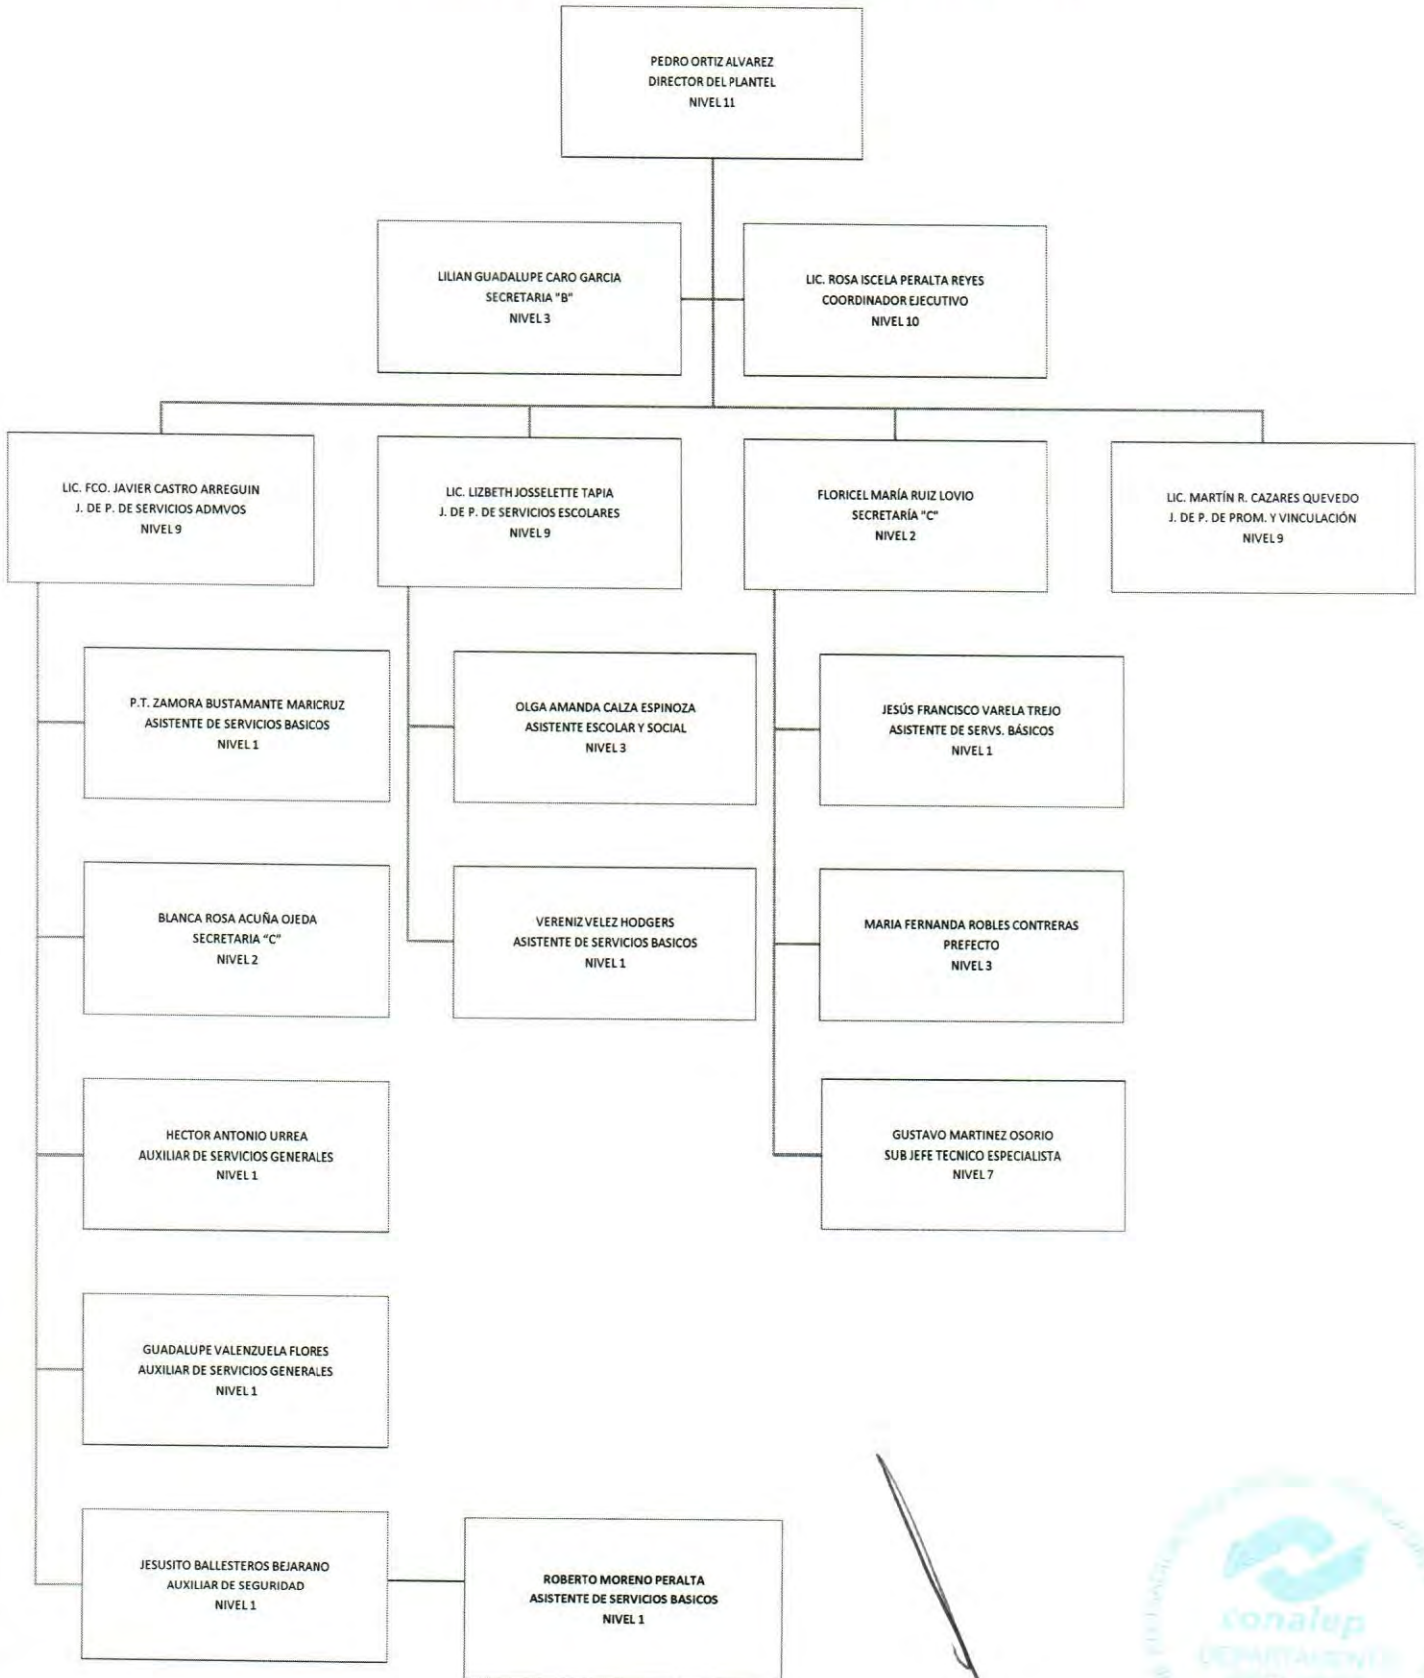 PEDRO ORTIZ ALVAREZ
DIRECTOR DEL PLANTEL
NIVEL 11
LILIAN GUADALUPE CARO GARCIA
SECRETARIA "B"
NIVEL 3
LIC. ROSA ISCELA PERALTA REYES
COORDINADOR EJECUTIVO
NIVEL 10
LIC. FCO. JAVIER CASTRO ARREGUIN
J. DE P. DE SERVICIOS ADMVOS
NIVEL 9
LIC. LIZBETH JOSSELETTE TAPIA
J. DE P. DE SERVICIOS ESCOLARES
NIVEL 9
FLORICEL MARÍA RUIZ LOVIO
SECRETARÍA "C"
NIVEL 2
LIC. MARTÍN R. CAZARES QUEVEDO
J. DE P. DE PROM. Y VINCULACIÓN
NIVEL 9
P.T. ZAMORA BUSTAMANTE MARICRUZ
ASISTENTE DE SERVICIOS BASICOS
NIVEL 1
OLGA AMANDA CALZA ESPINOZA
ASISTENTE ESCOLAR Y SOCIAL
NIVEL 3
JESÚS FRANCISCO VARELA TREJO
ASISTENTE DE SERVS. BÁSICOS
NIVEL 1
BLANCA ROSA ACUÑA OJEDA
SECRETARIA "C"
NIVEL 2
VERENIZ VELEZ HODGERS
ASISTENTE DE SERVICIOS BASICOS
NIVEL 1
MARIA FERNANDA ROBLES CONTRERAS
PREFECTO
NIVEL 3
HECTOR ANTONIO URREA
AUXILIAR DE SERVICIOS GENERALES
NIVEL 1
GUSTAVO MARTINEZ OSORIO
SUB JEFE TECNICO ESPECIALISTA
NIVEL 7
GUADALUPE VALENZUELA FLORES
AUXILIAR DE SERVICIOS GENERALES
NIVEL 1
JESUSITO BALLESTEROS BEJARANO
AUXILIAR DE SEGURIDAD
NIVEL 1
ROBERTO MORENO PERALTA
ASISTENTE DE SERVICIOS BASICOS
NIVEL 1
conalep
DEPARTAMENTO